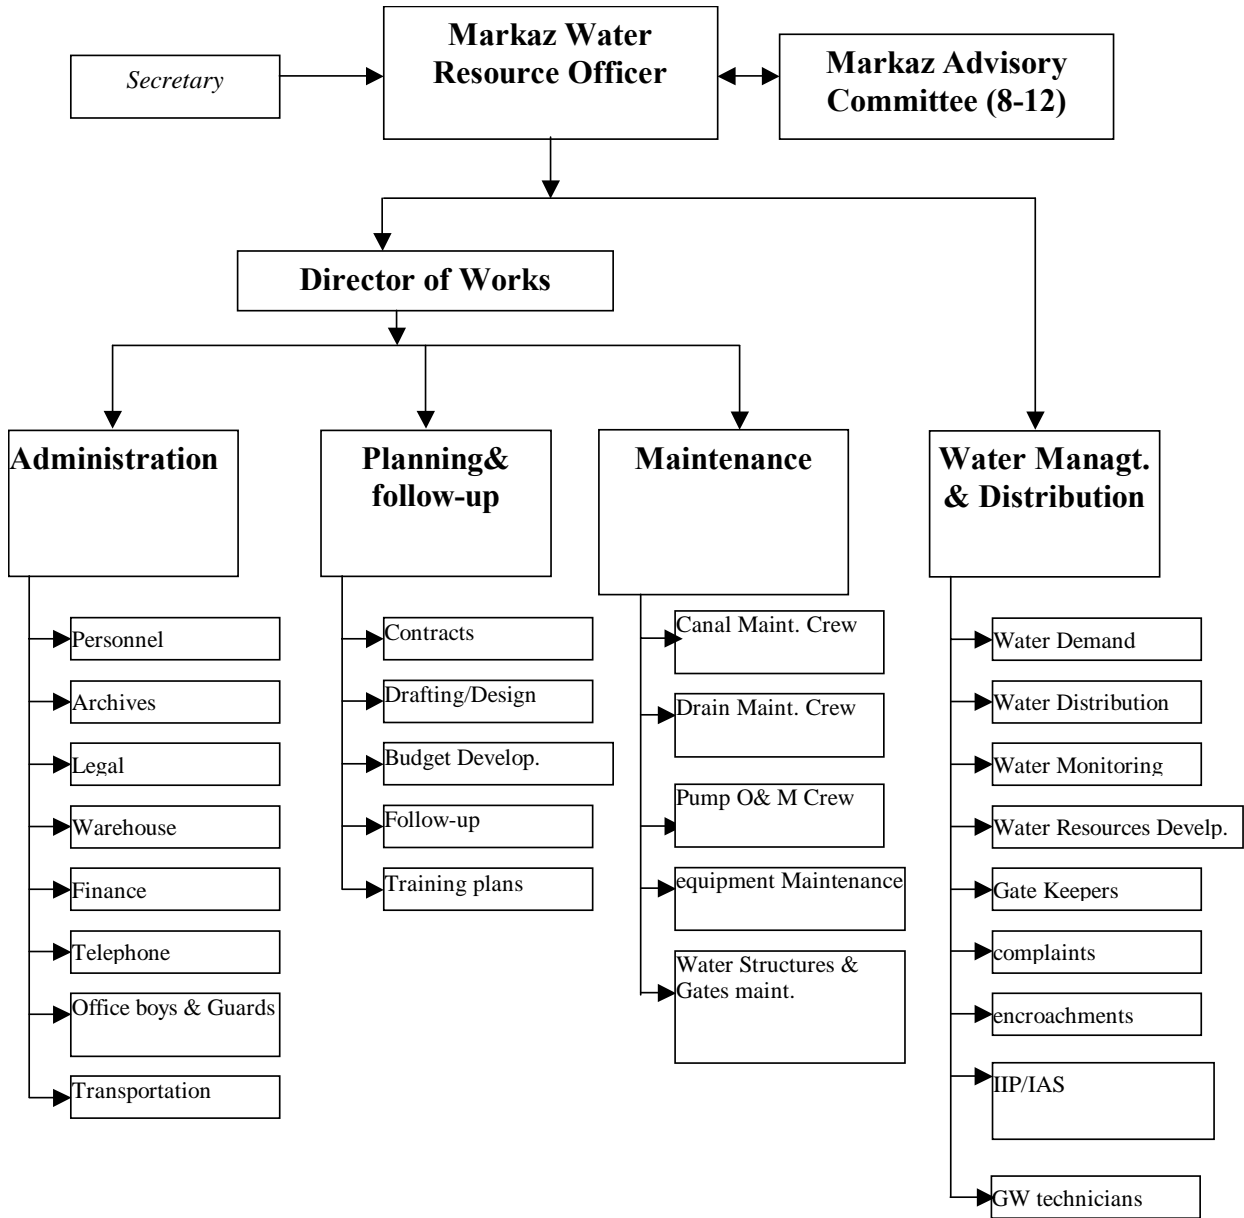 Secretary
Markaz Water
Resource Officer
Markaz Advisory
Committee (8-12)
Director of Works
Administration
Personnel
Archives
Legal
Warehouse
Finance
Telephone
Office boys & Guards
Transportation
Planning&
follow-up
Contracts
Drafting/Design
Budget Develop.
Follow-up
Training plans
Maintenance
Canal Maint. Crew
Drain Maint. Crew
Pump O& M Crew
equipment Maintenance
Water Structures &
Gates maint.
Water Managt.
& Distribution
Water Demand
Water Distribution
Water Monitoring
Water Resources Develp.
Gate Keepers
complaints
encroachments
IIP/IAS
GW technicians